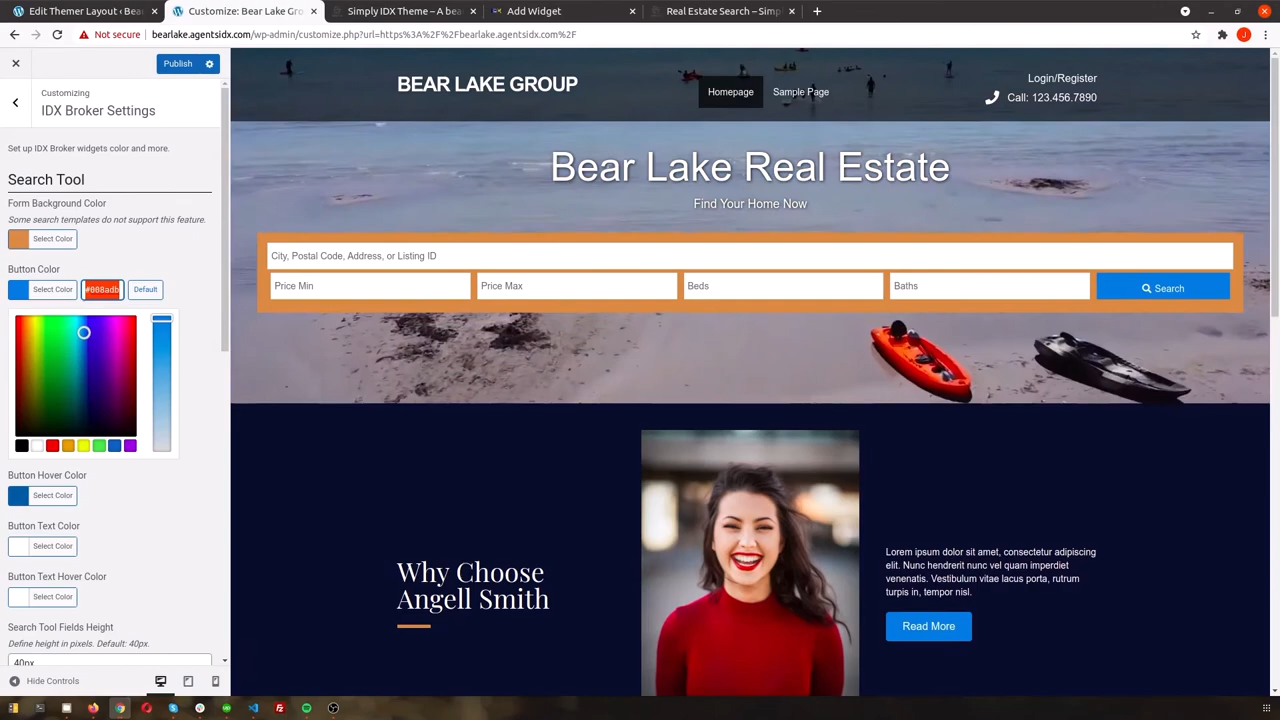 Edit Themer Layout ‹ Bear
Customize: Bear Lake Gro
Simply IDX Theme – A bea
Add Widget
Real Estate Search – Simp
Not secure
bearlake.agentsidx.com/wp-admin/customize.php?url=https%3A%2F%2Fbearlake.agentsidx.com%2F
J
Publish
Customizing
IDX Broker Settings
Set up IDX Broker widgets color and more.
Search Tool
Form Background Color
Some search templates do not support this feature.
Select Color
Button Color
Select Color
#008adb
Default
Button Hover Color
Select Color
Button Text Color
Select Color
Button Text Hover Color
Select Color
Search Tool Fields Height
Define height in pixels. Default: 40px.
40px
Hide Controls
BEAR LAKE GROUP
Homepage
Sample Page
Login/Register
Call: 123.456.7890
Bear Lake Real Estate
Find Your Home Now
City, Postal Code, Address, or Listing ID
Price Min
Price Max
Beds
Baths
Search
Why Choose
Angell Smith
Lorem ipsum dolor sit amet, consectetur adipiscing
elit. Nunc hendrerit nunc vel quam imperdiet
venenatis. Vestibulum vitae lacus porta, rutrum
turpis in, tempor nisl.
Read More